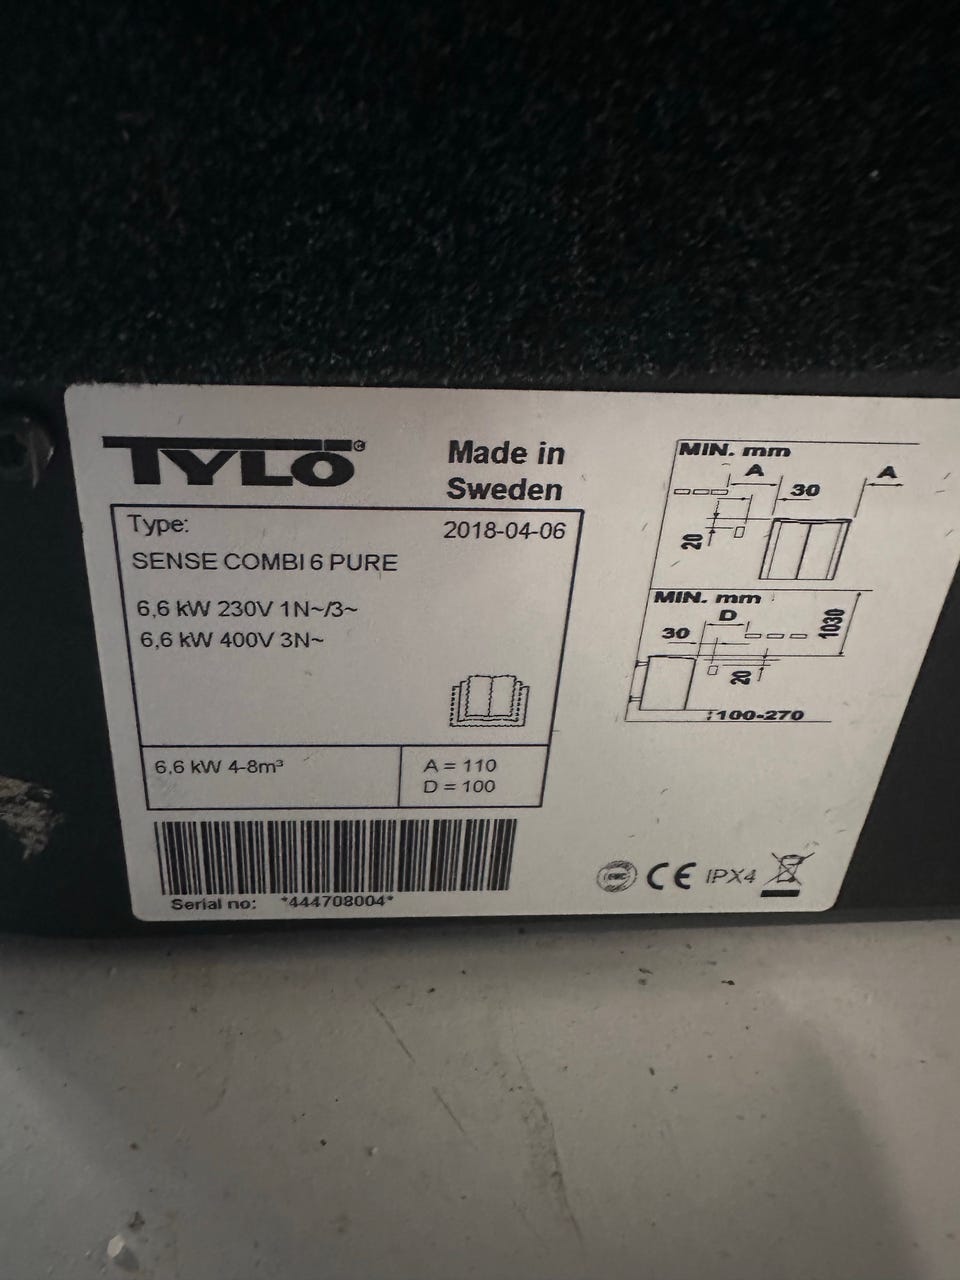 TYLÖ®
Made in
Sweden
Type:
2018-04-06
SENSE COMBI 6 PURE
6,6 kW 230V 1N~/3~
6,6 kW 400V 3N~
6,6 kW 4-8m³
A = 110
D = 100
Serial no: *444708004*
MIN. mm
A
A
30
20
MIN. mm
D
30
1030
20
100-270
CE IPX4